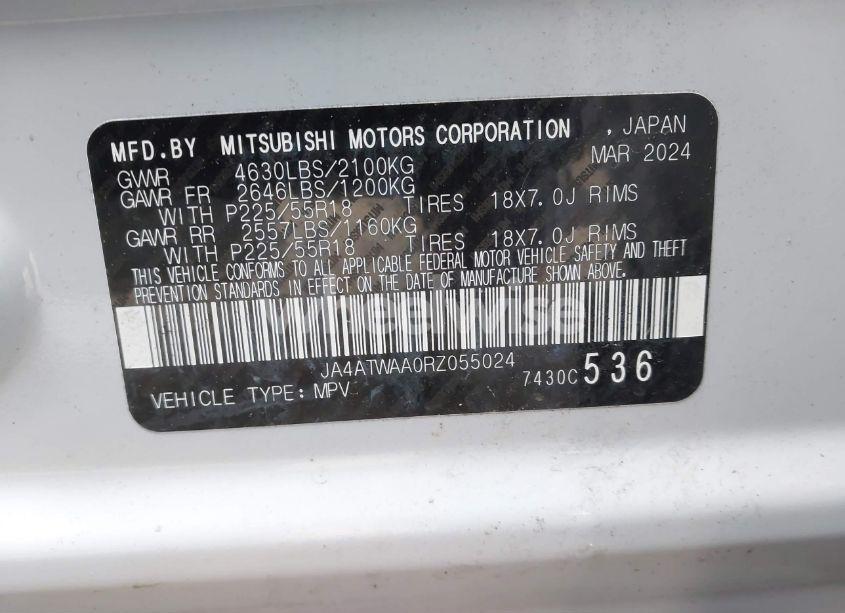 MFD.BY MITSUBISHI MOTORS CORPORATION , JAPAN
GVWR 4630LBS/2100KG MAR 2024
GAWR FR 2646LBS/1200KG
WITH P225/55R18 TIRES 18X7.0J RIMS
GAWR RR 2557LBS/1160KG
WITH P225/55R18 TIRES 18X7.0J RIMS
THIS VEHICLE CONFORMS TO ALL APPLICABLE FEDERAL MOTOR VEHICLE SAFETY AND THEFT
PREVENTION STANDARDS IN EFFECT ON THE DATE OF MANUFACTURE SHOWN ABOVE.
wheelwise
JA4ATWAA0RZ055024
7430C 536
VEHICLE TYPE: MPV